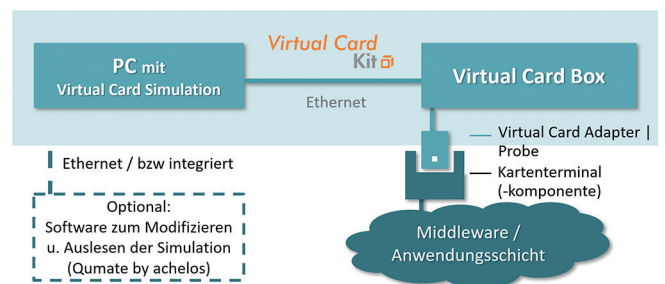 Virtual Card
Kit
PC mit
Virtual Card Simulation
Ethernet
Virtual Card Box
Virtual Card Adapter |
Probe
Kartenterminal
(-komponente)
Ethernet / bzw integriert
Optional:
Software zum Modifizieren
u. Auslesen der Simulation
(Qumate by achelos)
Middleware /
Anwendungsschicht